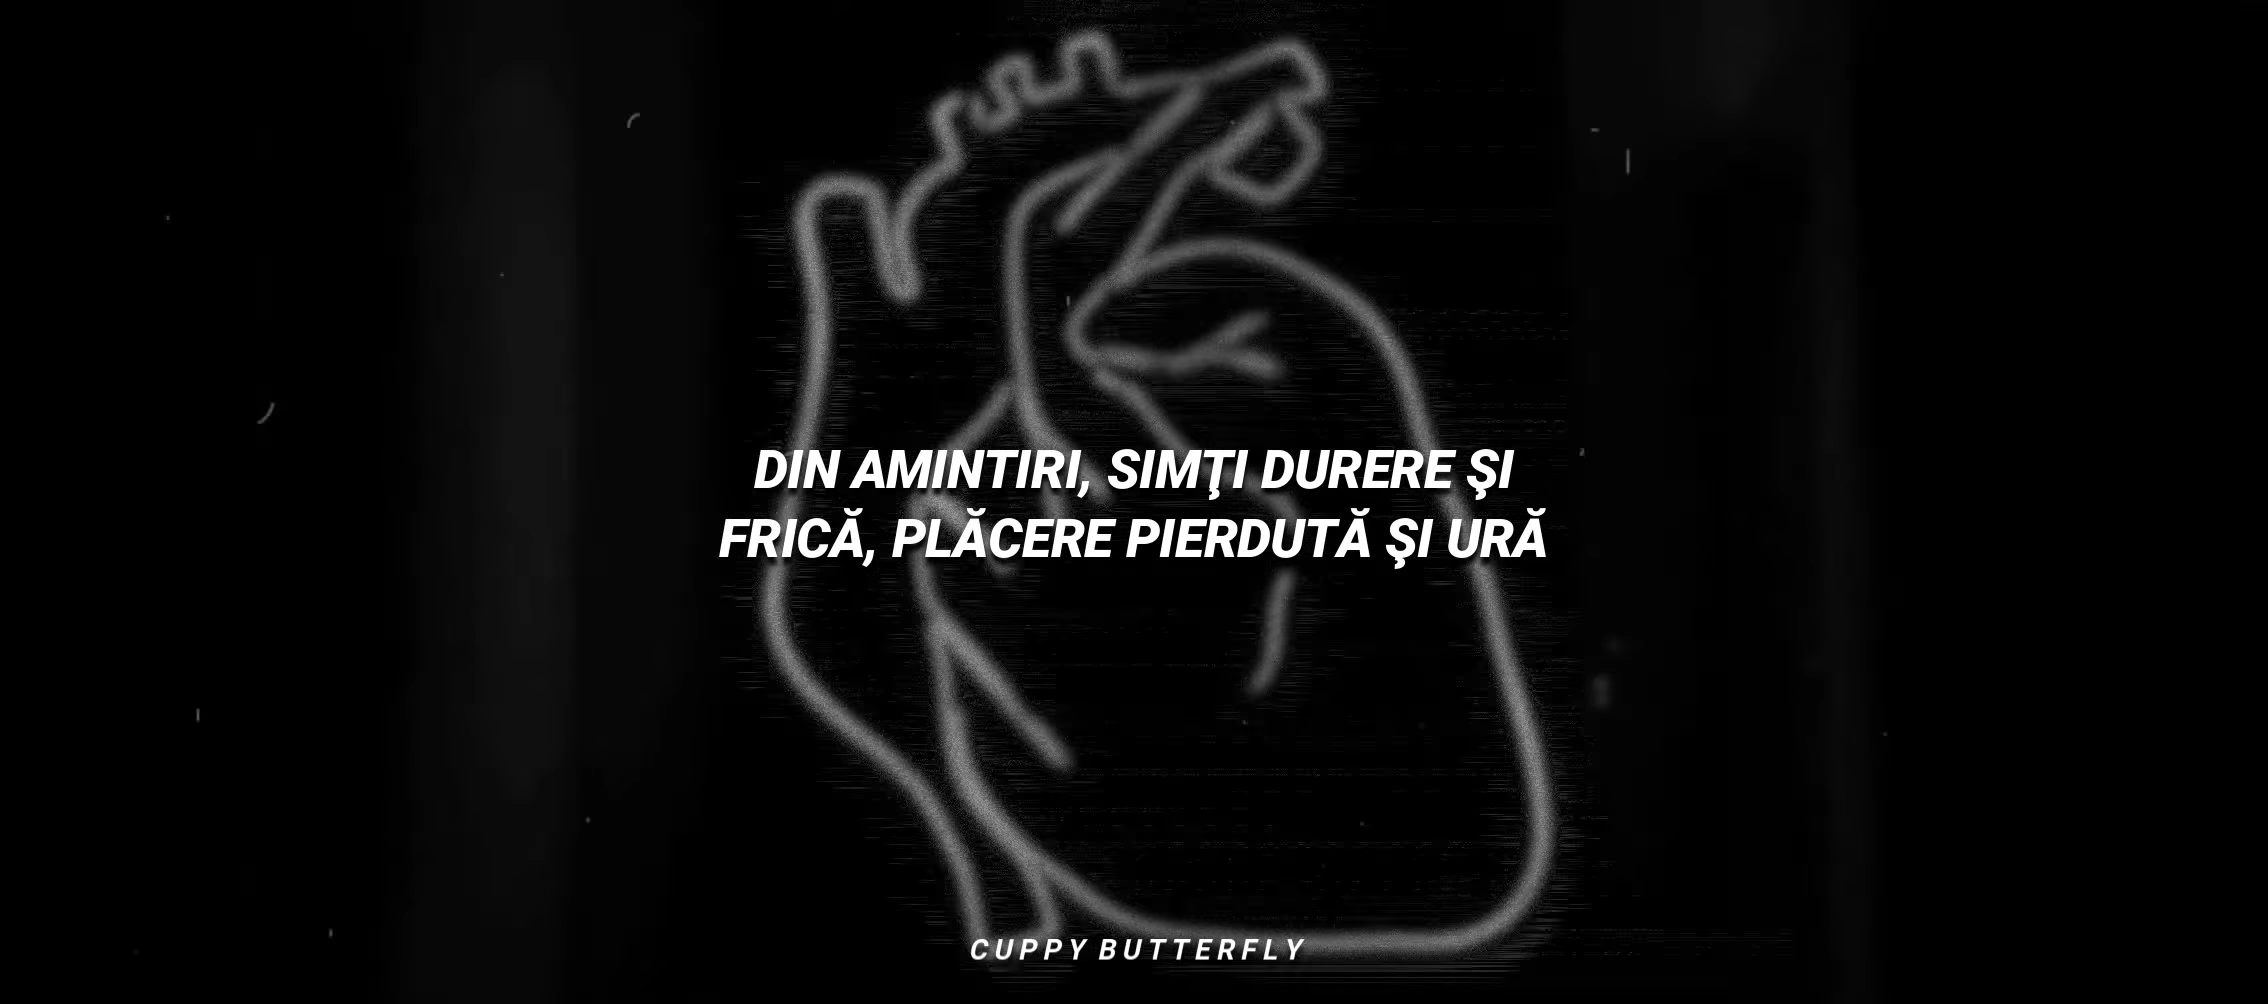 DIN AMINTIRI, SIMŢI DURERE ŞI
FRICĂ, PLĂCERE PIERDUTĂ ŞI URĂ
CUPPY BUTTERFLY